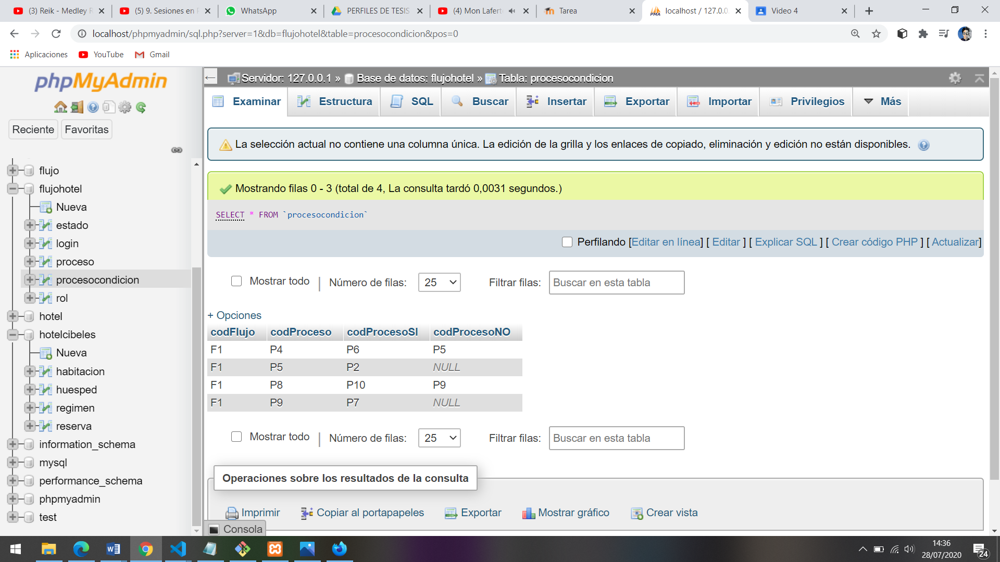 (3) Reik - Medley R
(5) 9. Sesiones en P
WhatsApp
PERFILES DE TESIS
(4) Mon Laferte
Tarea
localhost / 127.0.0.
Video 4
localhost/phpmyadmin/sql.php?server=1&db=flujohotel&table=procesocondicion&pos=0
Aplicaciones
YouTube
Gmail
phpMyAdmin
Reciente
Favoritas
flujo
flujohotel
Nueva
estado
login
proceso
procesocondicion
rol
hotel
hotelcibeles
Nueva
habitacion
huesped
regimen
reserva
information_schema
mysql
performance_schema
phpmyadmin
test
Servidor: 127.0.0.1 » Base de datos: flujohotel » Tabla: procesocondicion
Examinar
Estructura
SQL
Buscar
Insertar
Exportar
Importar
Privilegios
Más
La selección actual no contiene una columna única. La edición de la grilla y los enlaces de copiado, eliminación y edición no están disponibles.
Mostrando filas 0 - 3 (total de 4, La consulta tardó 0,0031 segundos.)
SELECT * FROM `procesocondicion`
Perfilando [Editar en línea] [ Editar ] [ Explicar SQL ] [ Crear código PHP ] [ Actualizar]
Mostrar todo | Número de filas: 25 Filtrar filas: Buscar en esta tabla
+ Opciones
codFlujo codProceso codProcesoSI codProcesoNO
F1 P4 P6 P5
F1 P5 P2 NULL
F1 P8 P10 P9
F1 P9 P7 NULL
Mostrar todo | Número de filas: 25 Filtrar filas: Buscar en esta tabla
Operaciones sobre los resultados de la consulta
Imprimir
Copiar al portapapeles
Exportar
Mostrar gráfico
Crear vista
Consola
14:36
28/07/2020
24